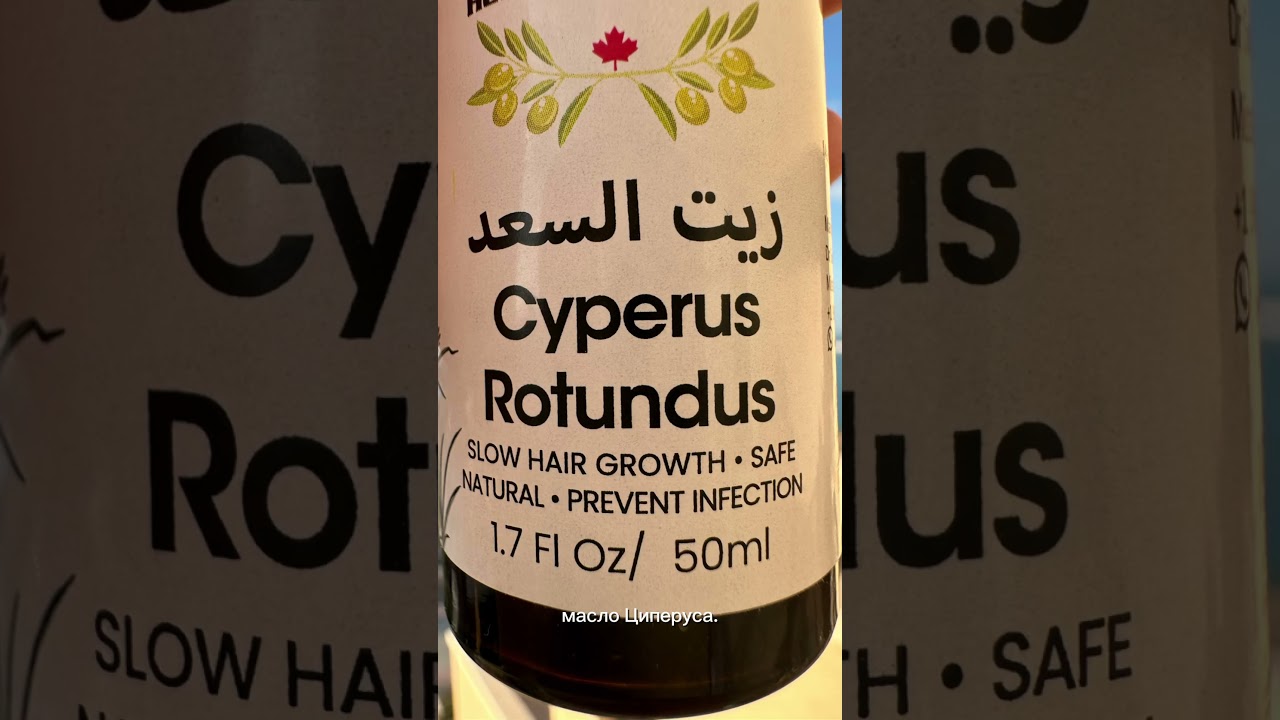 زيت السعد
Cyperus
Rotundus
SLOW HAIR GROWTH • SAFE
NATURAL • PREVENT INFECTION
1.7 Fl Oz/ 50ml
масло Циперуса.